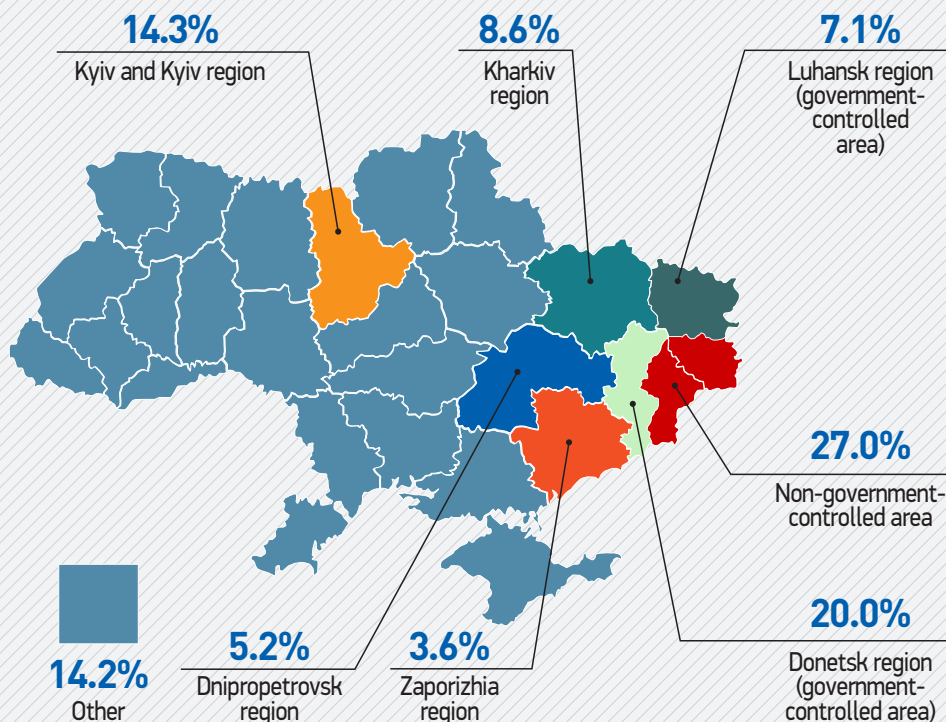 14.3%
Kyiv and Kyiv region
8.6%
Kharkiv
region
7.1%
Luhansk region
(government-
controlled
area)
27.0%
Non-government-
controlled area
20.0%
Donetsk region
(government-
controlled area)
3.6%
Zaporizhia
region
5.2%
Dnipropetrovsk
region
14.2%
Other